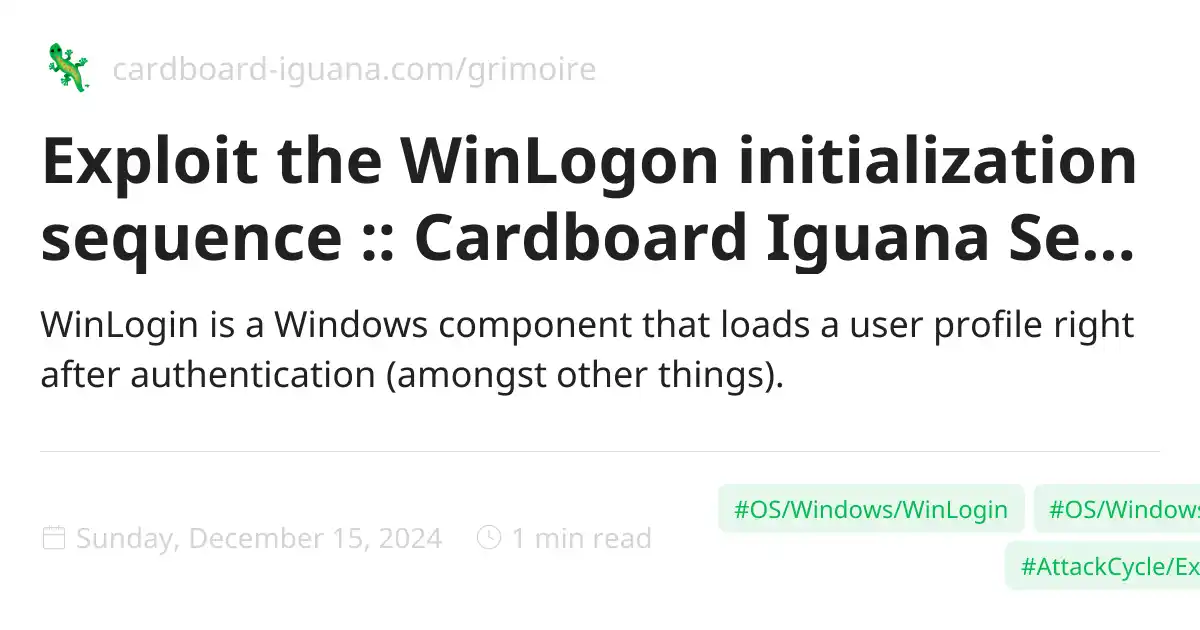 cardboard-iguana.com/grimoire
Exploit the WinLogon initialization
sequence :: Cardboard Iguana Se...
WinLogin is a Windows component that loads a user profile right
after authentication (amongst other things).
#OS/Windows/WinLogin #OS/Windows
Sunday, December 15, 2024 1 min read
#AttackCycle/Ex